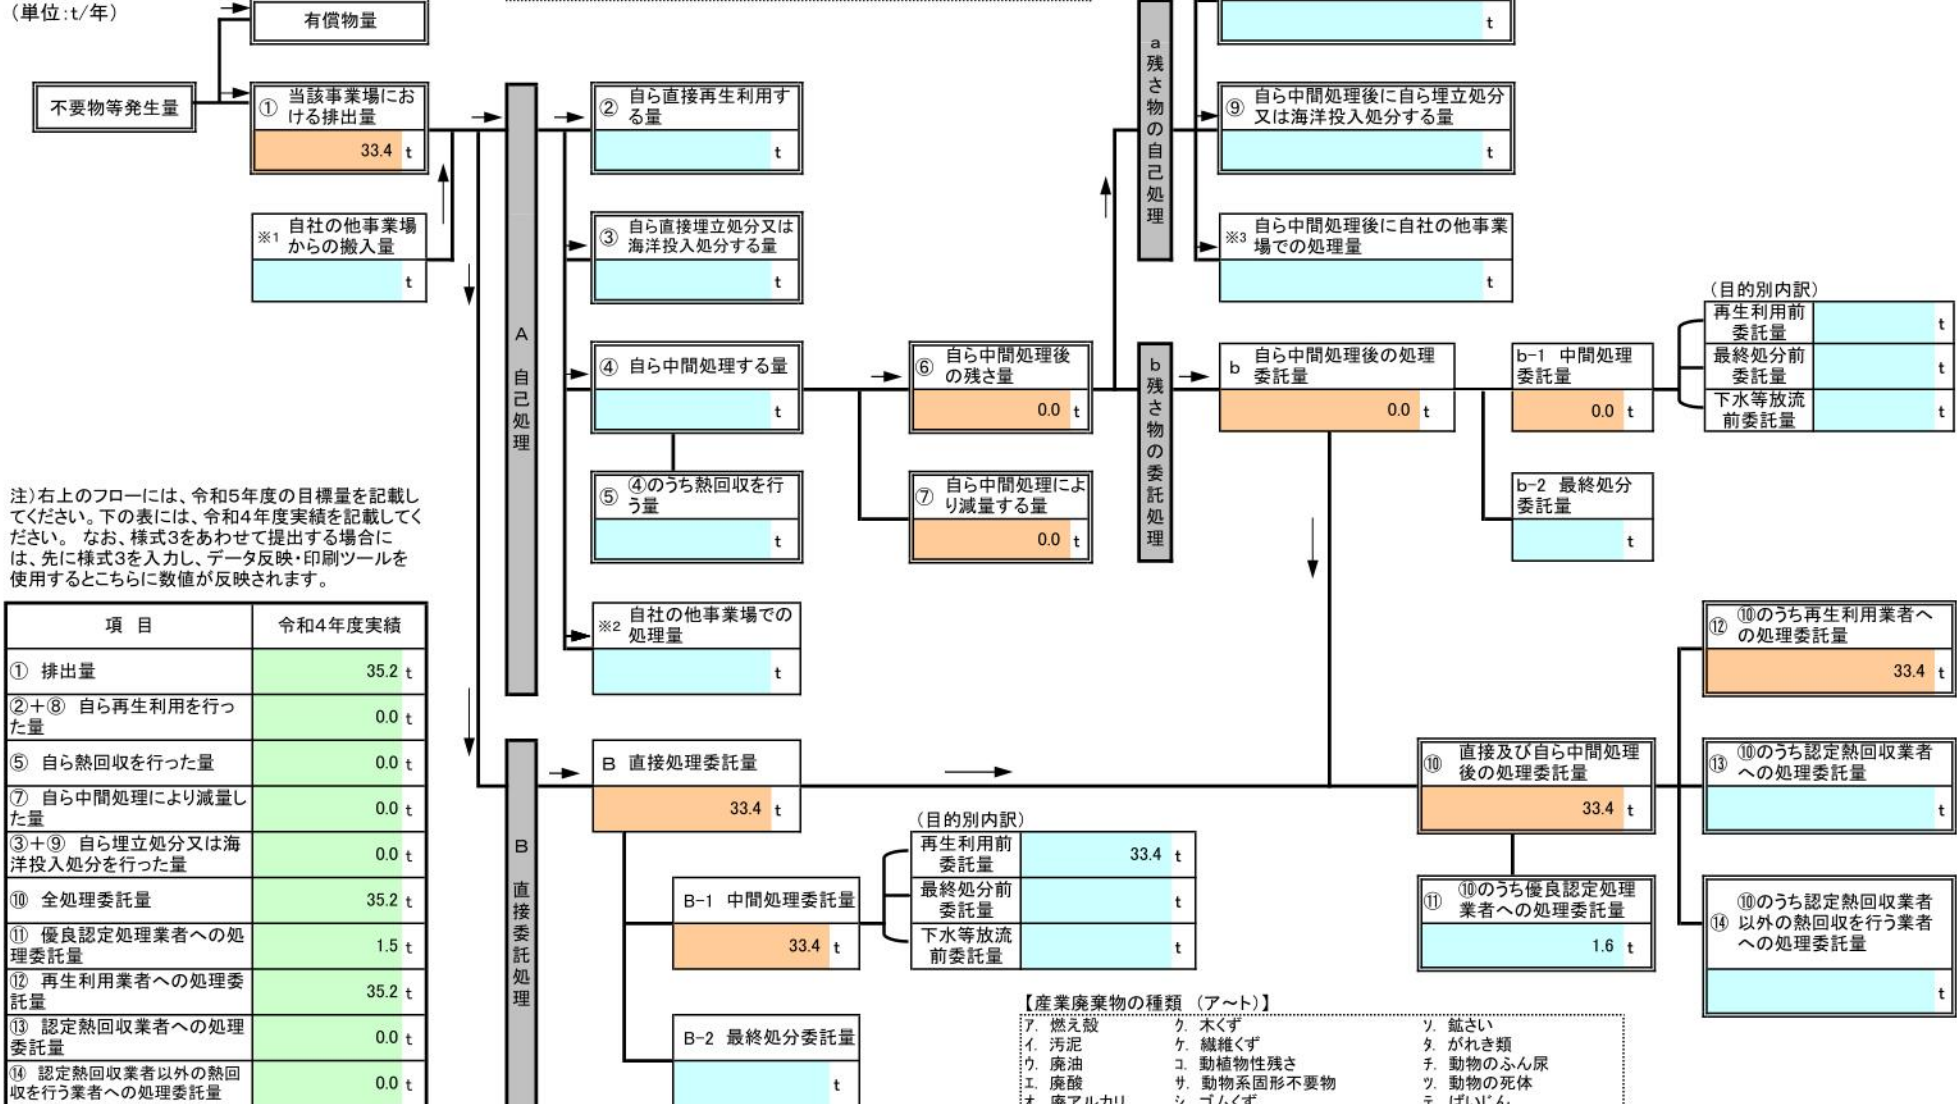 (単位:t/年)
有償物量
不要物等発生量
① 当該事業場にお
ける排出量
33.4 t
※1 自社の他事業場
からの搬入量
t
A 自己処理
② 自ら直接再生利用す
る量
t
③ 自ら直接埋立処分又は
海洋投入処分する量
t
④ 自ら中間処理する量
t
⑤ ④のうち熱回収を行
う量
t
※2 自社の他事業場での
処理量
t
⑥ 自ら中間処理後
の残さ量
0.0 t
⑦ 自ら中間処理によ
り減量する量
0.0 t
a 残さ物の自己処理
t
⑨ 自ら中間処理後に自ら埋立処分
又は海洋投入処分する量
t
※3 自ら中間処理後に自社の他事業
場での処理量
t
b 残さ物の委託処理
b 自ら中間処理後の処理
委託量
0.0 t
b-1 中間処理
委託量
0.0 t
b-2 最終処分
委託量
t
(目的別内訳)
再生利用前
委託量
t
最終処分前
委託量
t
下水等放流
前委託量
t
注)右上のフローには、令和5年度の目標量を記載し
てください。下の表には、令和4年度実績を記載してく
ださい。 なお、様式3をあわせて提出する場合に
は、先に様式3を入力し、データ反映・印刷ツールを
使用するとこちらに数値が反映されます。
項 目 令和4年度実績
① 排出量 35.2 t
②+⑧ 自ら再生利用を行っ
た量 0.0 t
⑤ 自ら熱回収を行った量 0.0 t
⑦ 自ら中間処理により減量し
た量 0.0 t
③+⑨ 自ら埋立処分又は海
洋投入処分を行った量 0.0 t
⑩ 全処理委託量 35.2 t
⑪ 優良認定処理業者への処
理委託量 1.5 t
⑫ 再生利用業者への処理委
託量 35.2 t
⑬ 認定熱回収業者への処理
委託量 0.0 t
⑭ 認定熱回収業者以外の熱回
収を行う業者への処理委託量 0.0 t
B 直接委託処理
B 直接処理委託量
33.4 t
B-1 中間処理委託量
33.4 t
B-2 最終処分委託量
t
(目的別内訳)
再生利用前
委託量
33.4 t
最終処分前
委託量
t
下水等放流
前委託量
t
⑩ 直接及び自ら中間処理
後の処理委託量
33.4 t
⑪ ⑩のうち優良認定処理
業者への処理委託量
1.6 t
⑫ ⑩のうち再生利用業者へ
の処理委託量
33.4 t
⑬ ⑩のうち認定熱回収業者
への処理委託量
t
⑭ ⑩のうち認定熱回収業者
以外の熱回収を行う業者
への処理委託量
t
【産業廃棄物の種類 (ア~ト)】
ア. 燃え殻 ク. 木くず ソ. 鉱さい
イ. 汚泥 ケ. 繊維くず タ. がれき類
ウ. 廃油 コ. 動植物性残さ チ. 動物のふん尿
エ. 廃酸 サ. 動物系固形不要物 ツ. 動物の死体
オ. 廃アルカリ シ. ゴムくず テ. ばいじん